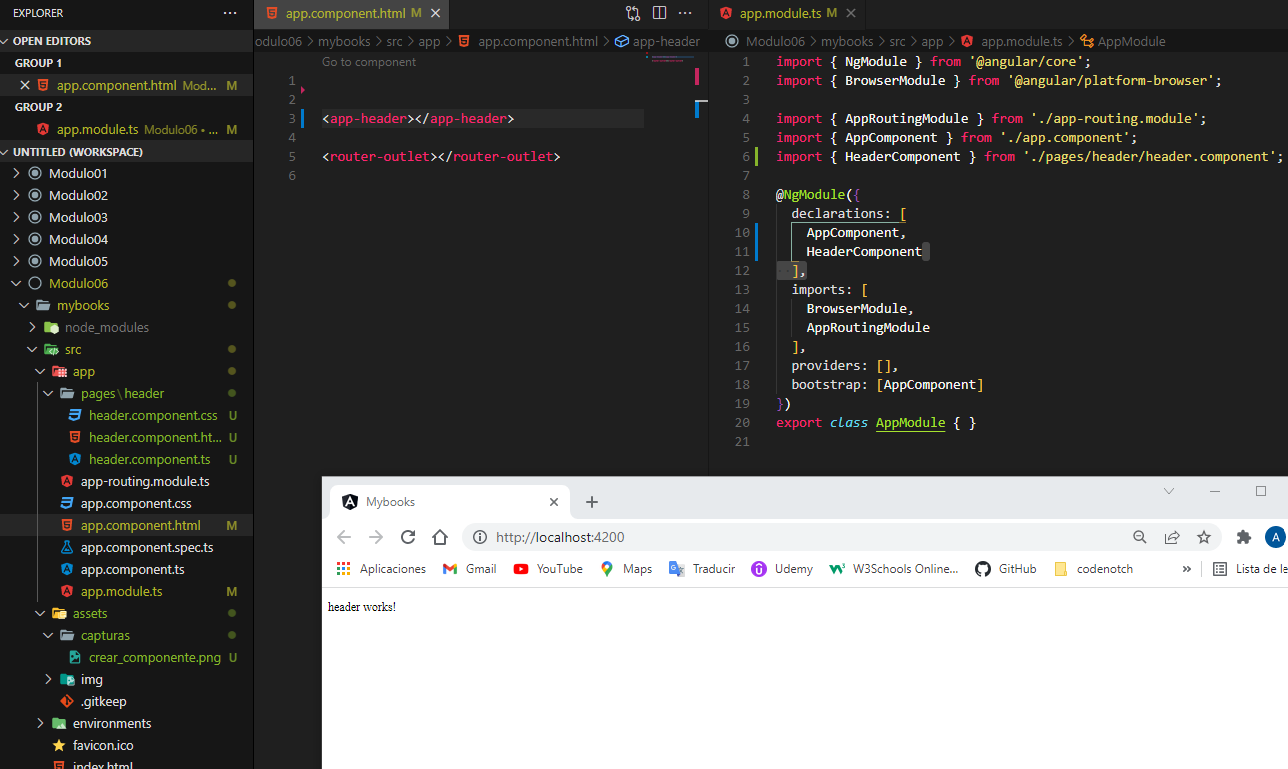 EXPLORER ···
OPEN EDITORS
GROUP 1
app.component.html Mod... M
GROUP 2
app.module.ts Modulo06 • ... M
UNTITLED (WORKSPACE)
Modulo01
Modulo02
Modulo03
Modulo04
Modulo05
Modulo06
mybooks
node_modules
src
app
pages\header
header.component.css U
header.component.ht... U
header.component.ts U
app-routing.module.ts
app.component.css
app.component.html M
app.component.spec.ts
app.component.ts
app.module.ts M
assets
capturas
crear_componente.png U
img
.gitkeep
environments
favicon.ico
index.html
app.component.html M
odulo06 > mybooks > src > app > app.component.html > app-header
Go to component
1
2
3 <app-header></app-header>
4
5 <router-outlet></router-outlet>
6
app.module.ts M
Modulo06 > mybooks > src > app > app.module.ts > AppModule
1 import { NgModule } from '@angular/core';
2 import { BrowserModule } from '@angular/platform-browser';
3
4 import { AppRoutingModule } from './app-routing.module';
5 import { AppComponent } from './app.component';
6 import { HeaderComponent } from './pages/header/header.component';
7
8 @NgModule({
9 declarations: [
10 AppComponent,
11 HeaderComponent
12 ],
13 imports: [
14 BrowserModule,
15 AppRoutingModule
16 ],
17 providers: [],
18 bootstrap: [AppComponent]
19 })
20 export class AppModule { }
21
Mybooks
http://localhost:4200
A
Aplicaciones Gmail YouTube Maps Traducir Udemy W3Schools Online... GitHub codenotch » Lista de le
header works!